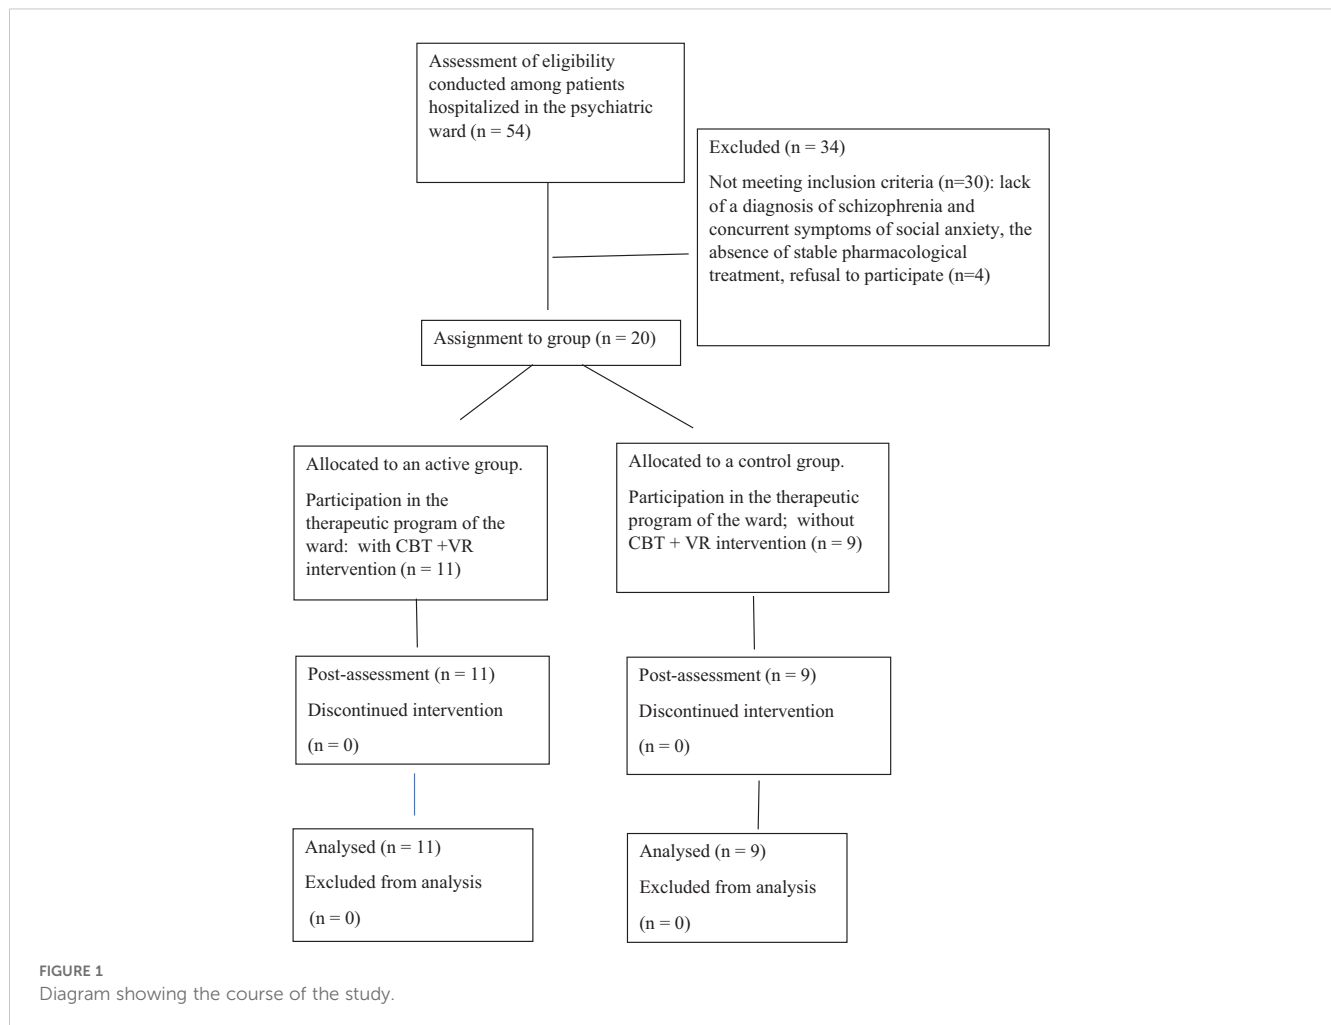 Assessment of eligibility
conducted among patients
hospitalized in the psychiatric
ward (n = 54)
Excluded (n = 34)
Not meeting inclusion criteria (n=30): lack
of a diagnosis of schizophrenia and
concurrent symptoms of social anxiety, the
absence of stable pharmacological
treatment, refusal to participate (n=4)
Assignment to group (n = 20)
Allocated to an active group.
Participation in the
therapeutic program of the
ward: with CBT +VR
intervention (n = 11)
Allocated to a control group.
Participation in the therapeutic
program of the ward; without
CBT + VR intervention (n = 9)
Post-assessment (n = 11)
Discontinued intervention
(n = 0)
Post-assessment (n = 9)
Discontinued intervention
(n = 0)
Analysed (n = 11)
Excluded from analysis
(n = 0)
Analysed (n = 9)
Excluded from analysis
(n = 0)
FIGURE 1
Diagram showing the course of the study.